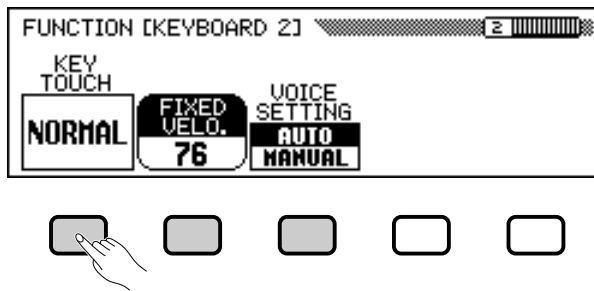 FUNCTION [KEYBOARD 2]
2
KEY
TOUCH
NORMAL
FIXED
VELO.
76
VOICE
SETTING
AUTO
MANUAL